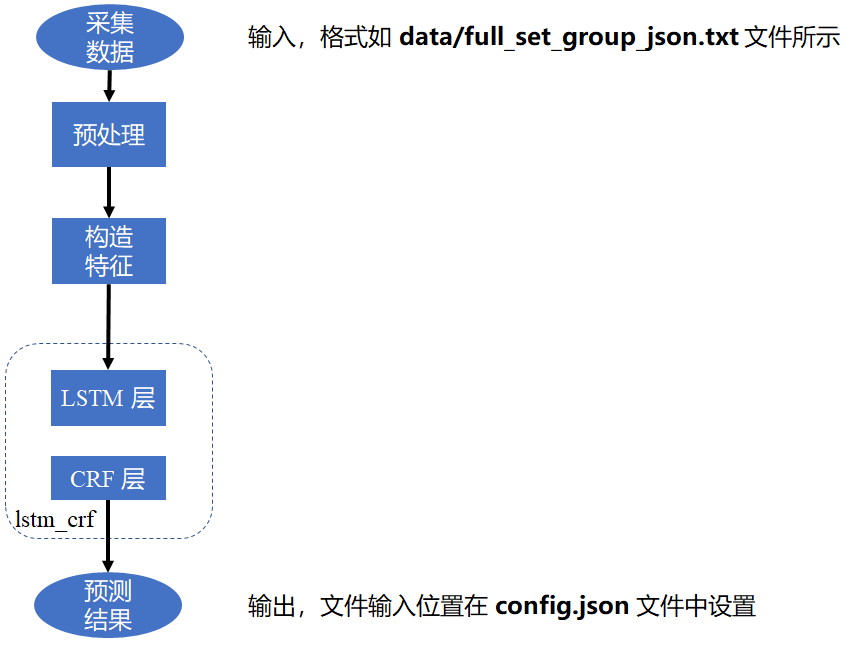 采集
数据
输入，格式如 data/full_set_group_json.txt 文件所示
预处理
构造
特征
LSTM 层
CRF 层
lstm_crf
预测
结果
输出，文件输入位置在 config.json 文件中设置